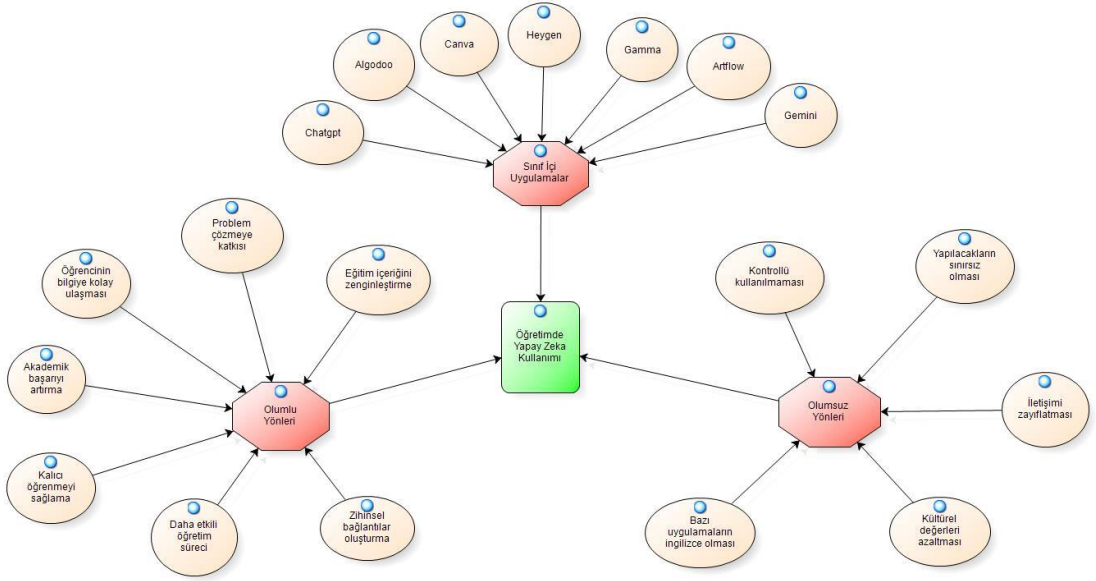 Heygen
Canva
Gamma
Algodoo
Artflow
Chatgpt
Gemini
Sınıf İçi
Uygulamalar
Problem
çözmeye
katkısı
Öğrencinin
bilgiye kolay
ulaşması
Eğitim içeriğini
zenginleştirme
Akademik
başarıyı
artırma
Olumlu
Yönleri
Kalıcı
öğrenmeyi
sağlama
Daha etkili
öğretim
süreci
Zihinsel
bağlantılar
oluşturma
Öğretimde
Yapay Zeka
Kullanımı
Kontrollü
kullanılmaması
Yapılacakların
sınırsız
olması
Olumsuz
Yönleri
İletişimi
zayıflatması
Bazı
uygulamaların
ingilizce olması
Kültürel
değerleri
azaltması